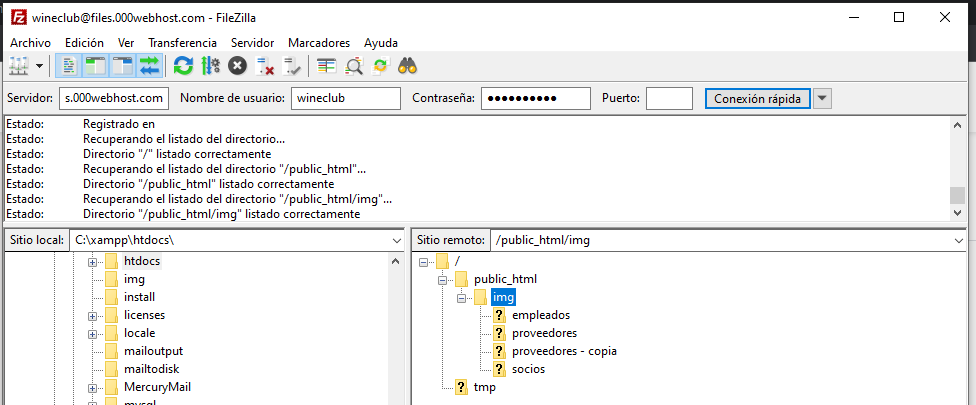 wineclub@files.000webhost.com - FileZilla
Archivo Edición Ver Transferencia Servidor Marcadores Ayuda
Servidor: s.000webhost.com Nombre de usuario: wineclub Contraseña: ●●●●●●●●●● Puerto: Conexión rápida
Estado: Registrado en
Estado: Recuperando el listado del directorio...
Estado: Directorio "/" listado correctamente
Estado: Recuperando el listado del directorio "/public_html"...
Estado: Directorio "/public_html" listado correctamente
Estado: Recuperando el listado del directorio "/public_html/img"...
Estado: Directorio "/public_html/img" listado correctamente
Sitio local: C:\xampp\htdocs\
htdocs
img
install
licenses
locale
mailoutput
mailtodisk
MercuryMail
mysql
Sitio remoto: /public_html/img
/
public_html
img
? empleados
? proveedores
? proveedores - copia
? socios
? tmp